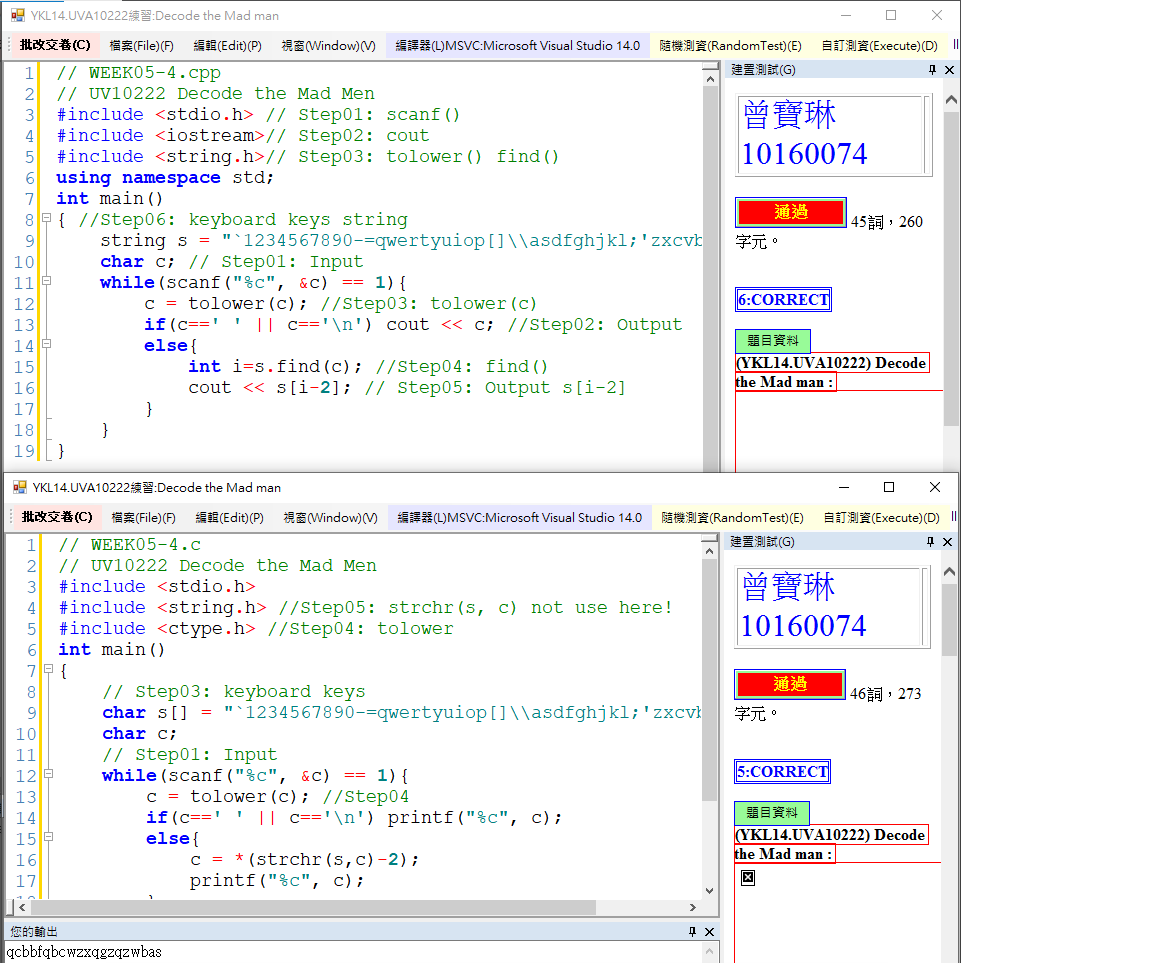 YKL14.UVA10222練習:Decode the Mad man
批改交卷(C) 檔案(File)(F) 編輯(Edit)(P) 視窗(Window)(V) 編譯器(L)MSVC:Microsoft Visual Studio 14.0 隨機測資(RandomTest)(E) 自訂測資(Execute)(D)
1 // WEEK05-4.cpp
2 // UV10222 Decode the Mad Men
3 #include <stdio.h> // Step01: scanf()
4 #include <iostream>// Step02: cout
5 #include <string.h>// Step03: tolower() find()
6 using namespace std;
7 int main()
8 { //Step06: keyboard keys string
9 string s = "`1234567890-=qwertyuiop[]\\asdfghjkl;'zxcvb
10 char c; // Step01: Input
11 while(scanf("%c", &c) == 1){
12 c = tolower(c); //Step03: tolower(c)
13 if(c==' ' || c=='\n') cout << c; //Step02: Output
14 else{
15 int i=s.find(c); //Step04: find()
16 cout << s[i-2]; // Step05: Output s[i-2]
17 }
18 }
19 }
建置測試(G)
曾寶琳
10160074
通過 45詞，260
字元。
6:CORRECT
題目資料
(YKL14.UVA10222) Decode
the Mad man :
YKL14.UVA10222練習:Decode the Mad man
批改交卷(C) 檔案(File)(F) 編輯(Edit)(P) 視窗(Window)(V) 編譯器(L)MSVC:Microsoft Visual Studio 14.0 隨機測資(RandomTest)(E) 自訂測資(Execute)(D)
1 // WEEK05-4.c
2 // UV10222 Decode the Mad Men
3 #include <stdio.h>
4 #include <string.h> //Step05: strchr(s, c) not use here!
5 #include <ctype.h> //Step04: tolower
6 int main()
7 {
8 // Step03: keyboard keys
9 char s[] = "`1234567890-=qwertyuiop[]\\asdfghjkl;'zxcvb
10 char c;
11 // Step01: Input
12 while(scanf("%c", &c) == 1){
13 c = tolower(c); //Step04
14 if(c==' ' || c=='\n') printf("%c", c);
15 else{
16 c = *(strchr(s,c)-2);
17 printf("%c", c);
建置測試(G)
曾寶琳
10160074
通過 46詞，273
字元。
5:CORRECT
題目資料
(YKL14.UVA10222) Decode
the Mad man :
您的輸出
qcbbfqbcwzxqgzqzwbas